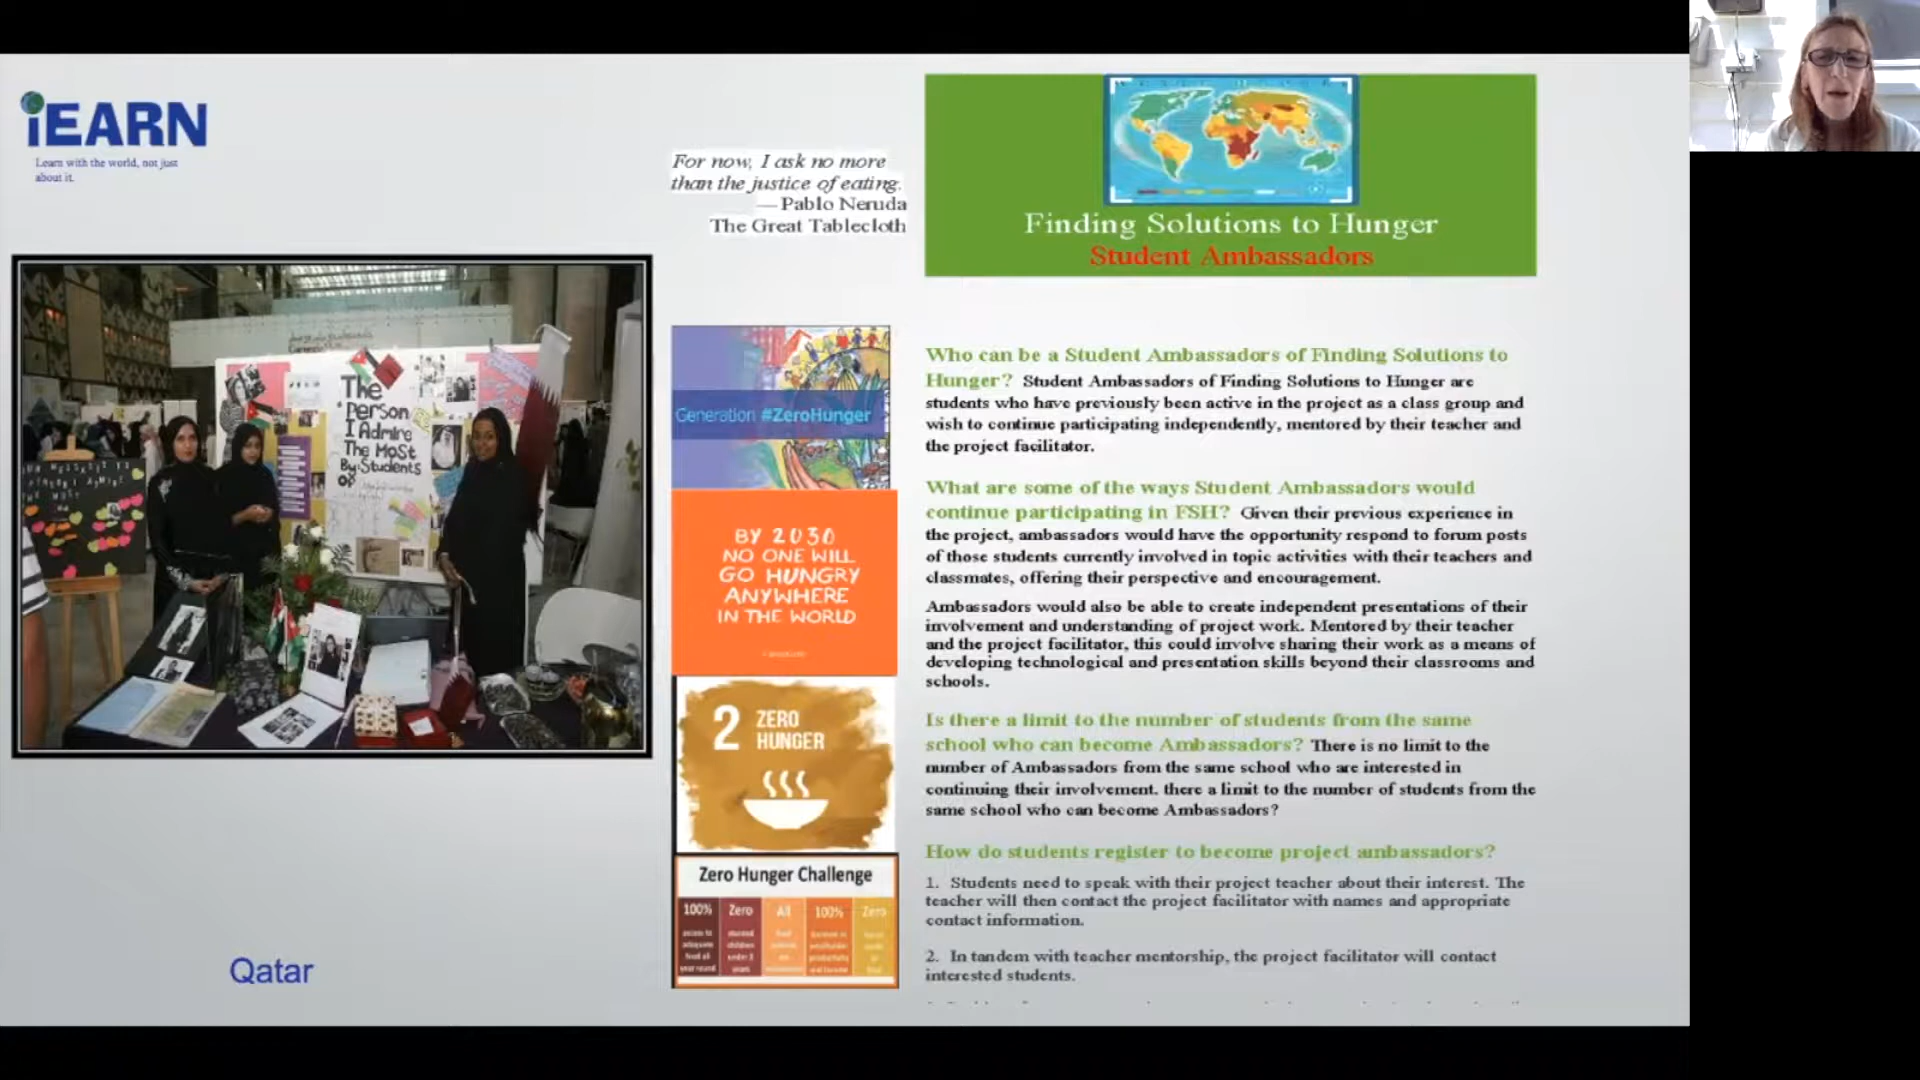 iEARN
Learn with the world, not just
about it.
For now, I ask no more
than the justice of eating.
— Pablo Neruda
The Great Tablecloth
Finding Solutions to Hunger
Student Ambassadors
The
Person
I Admire
The Most
By:Students
of
Qatar
Generation #ZeroHunger
BY 2030
NO ONE WILL
GO HUNGRY
ANYWHERE
IN THE WORLD
2 ZERO
HUNGER
Zero Hunger Challenge
100% Zero All 100% Zero
Who can be a Student Ambassadors of Finding Solutions to
Hunger? Student Ambassadors of Finding Solutions to Hunger are
students who have previously been active in the project as a class group and
wish to continue participating independently, mentored by their teacher and
the project facilitator.
What are some of the ways Student Ambassadors would
continue participating in FSH? Given their previous experience in
the project, ambassadors would have the opportunity respond to forum posts
of those students currently involved in topic activities with their teachers and
classmates, offering their perspective and encouragement.
Ambassadors would also be able to create independent presentations of their
involvement and understanding of project work. Mentored by their teacher
and the project facilitator, this could involve sharing their work as a means of
developing technological and presentation skills beyond their classrooms and
schools.
Is there a limit to the number of students from the same
school who can become Ambassadors? There is no limit to the
number of Ambassadors from the same school who are interested in
continuing their involvement. there a limit to the number of students from the
same school who can become Ambassadors?
How do students register to become project ambassadors?
1. Students need to speak with their project teacher about their interest. The
teacher will then contact the project facilitator with names and appropriate
contact information.
2. In tandem with teacher mentorship, the project facilitator will contact
interested students.